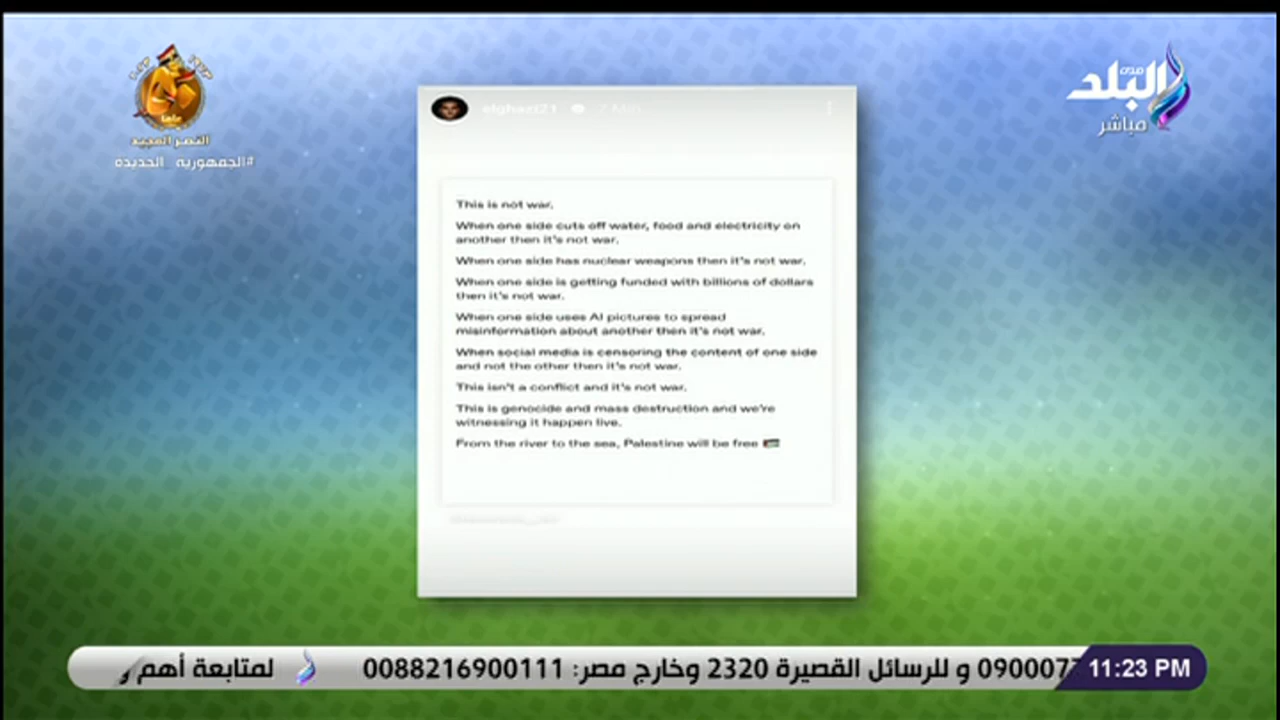 مباشر
البلد
مدى
النصر المجيد
#الجمهورية_الجديدة
elghazi21
This is not war.
When one side cuts off water, food and electricity on
another then it's not war.
When one side has nuclear weapons then it's not war.
When one side is getting funded with billions of dollars
then it's not war.
When one side uses AI pictures to spread
misinformation about another then it's not war.
When social media is censoring the content of one side
and not the other then it's not war.
This isn't a conflict and it's not war.
This is genocide and mass destruction and we're
witnessing it happen live.
From the river to the sea, Palestine will be free 🇵🇸
و للرسائل القصيرة 2320 وخارج مصر: 0088216900111
لمتابعة أهم
11:23 PM